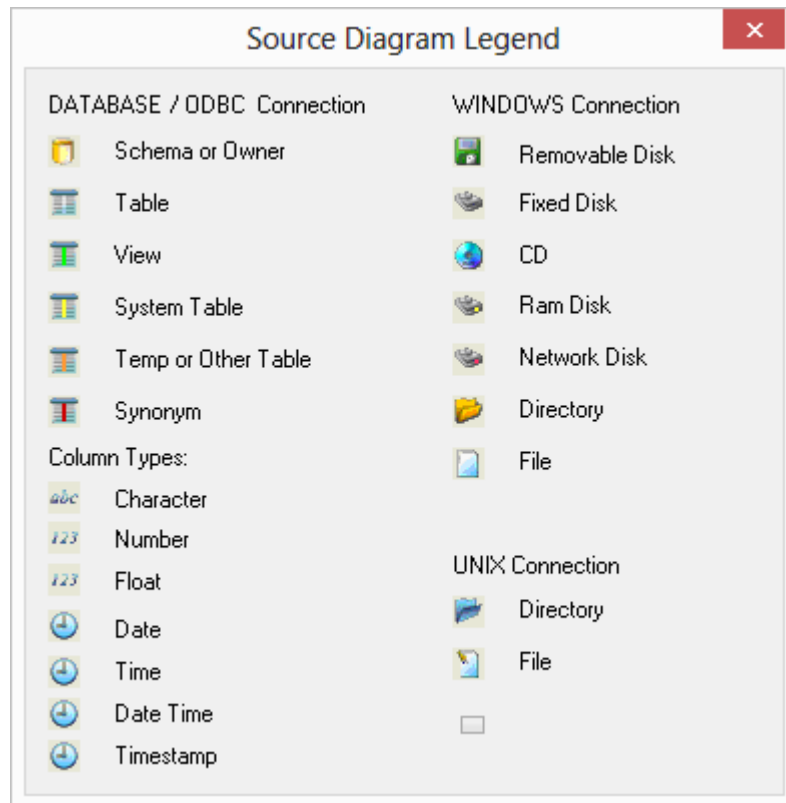 Source Diagram Legend
DATABASE / ODBC Connection
Schema or Owner
Table
View
System Table
Temp or Other Table
Synonym
Column Types:
abc Character
123 Number
123 Float
Date
Time
Date Time
Timestamp
WINDOWS Connection
Removable Disk
Fixed Disk
CD
Ram Disk
Network Disk
Directory
File
UNIX Connection
Directory
File